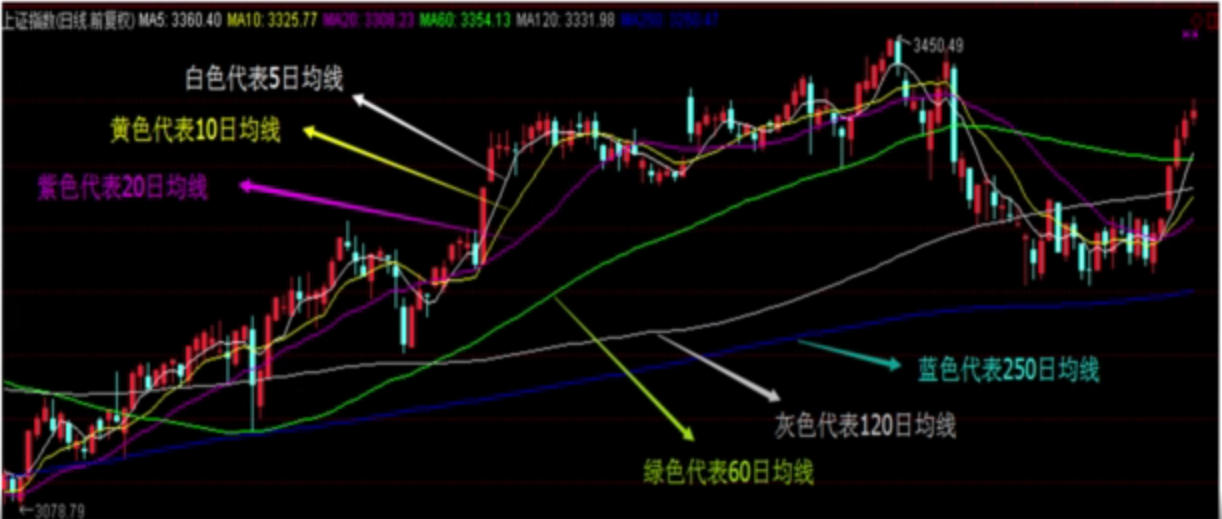 上证指数(日线.前复权) MA5: 3360.40 MA10: 3325.77 MA20: 3308.23 MA60: 3354.13 MA120: 3331.98 MA250: 3250.47
3450.49
白色代表5日均线
黄色代表10日均线
紫色代表20日均线
蓝色代表250日均线
灰色代表120日均线
绿色代表60日均线
3078.79